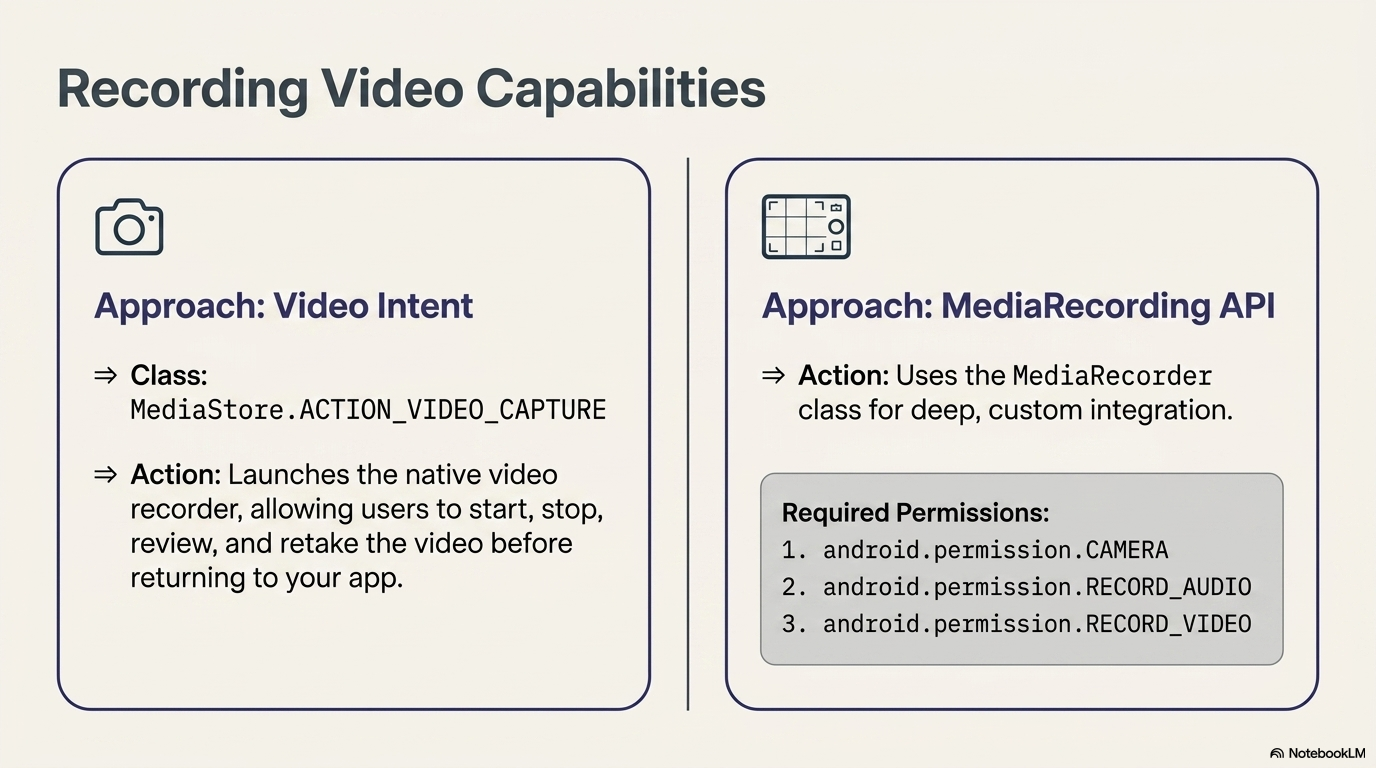 Recording Video Capabilities
Approach: Video Intent
⇒ Class:
MediaStore.ACTION_VIDEO_CAPTURE
⇒ Action: Launches the native video
recorder, allowing users to start, stop,
review, and retake the video before
returning to your app.
Approach: MediaRecording API
⇒ Action: Uses the MediaRecorder
class for deep, custom integration.
Required Permissions:
1. android.permission.CAMERA
2. android.permission.RECORD_AUDIO
3. android.permission.RECORD_VIDEO
NotebookLM